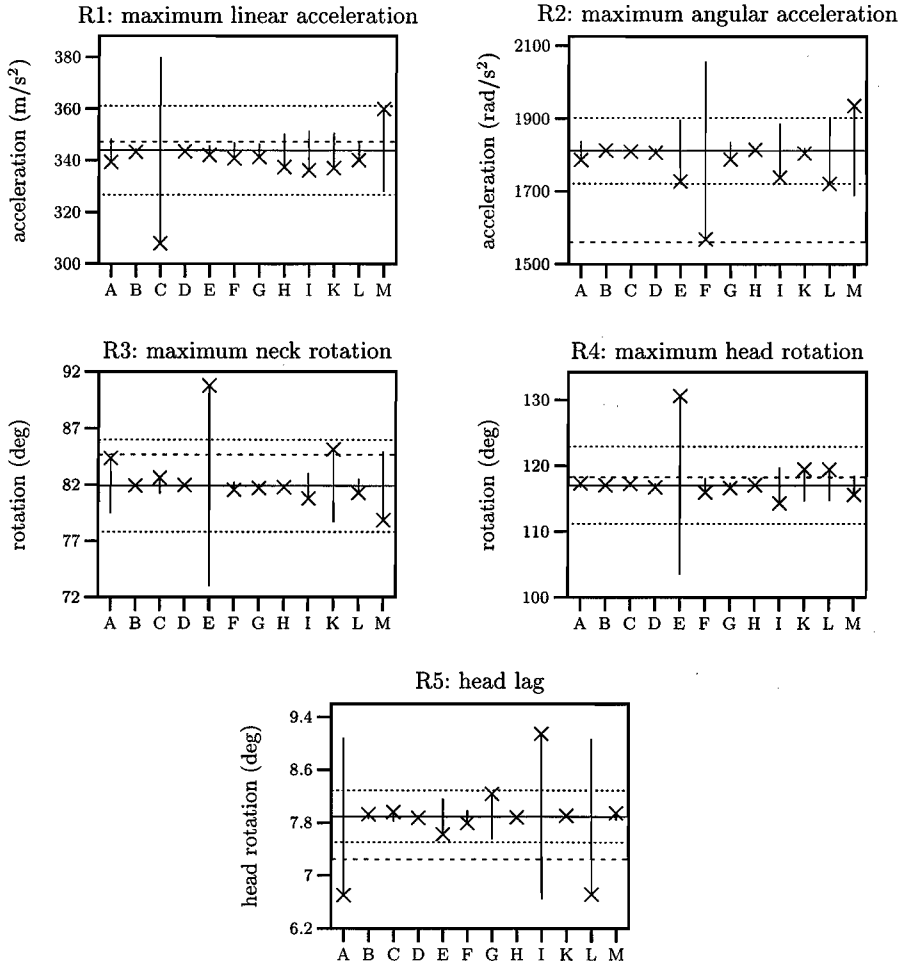 R1: maximum linear acceleration
acceleration (m/s²)
380
360
340
320
300
A B C D E F G H I K L M
R2: maximum angular acceleration
acceleration (rad/s²)
2100
1900
1700
1500
A B C D E F G H I K L M
R3: maximum neck rotation
rotation (deg)
92
87
82
77
72
A B C D E F G H I K L M
R4: maximum head rotation
rotation (deg)
130
120
110
100
A B C D E F G H I K L M
R5: head lag
head rotation (deg)
9.4
8.6
7.8
7
6.2
A B C D E F G H I K L M